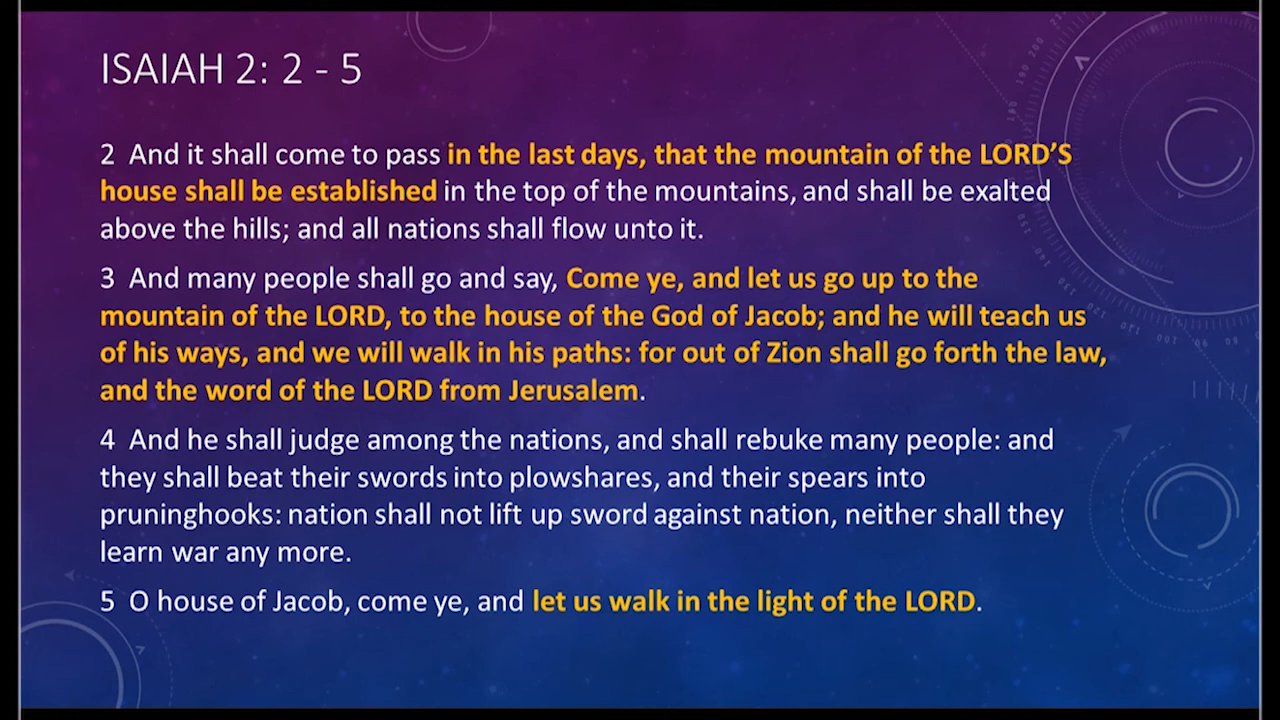 ISAIAH 2: 2 - 5
2 And it shall come to pass in the last days, that the mountain of the LORD'S
house shall be established in the top of the mountains, and shall be exalted
above the hills; and all nations shall flow unto it.
3 And many people shall go and say, Come ye, and let us go up to the
mountain of the LORD, to the house of the God of Jacob; and he will teach us
of his ways, and we will walk in his paths: for out of Zion shall go forth the law,
and the word of the LORD from Jerusalem.
4 And he shall judge among the nations, and shall rebuke many people: and
they shall beat their swords into plowshares, and their spears into
pruninghooks: nation shall not lift up sword against nation, neither shall they
learn war any more.
5 O house of Jacob, come ye, and let us walk in the light of the LORD.